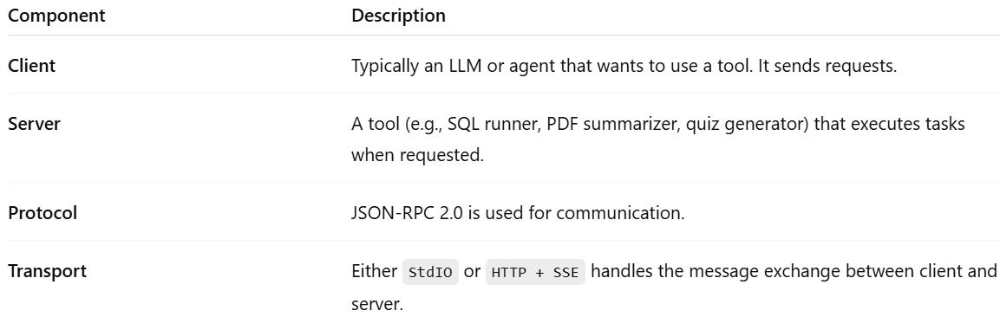 Component Description
Client Typically an LLM or agent that wants to use a tool. It sends requests.
Server A tool (e.g., SQL runner, PDF summarizer, quiz generator) that executes tasks
when requested.
Protocol JSON-RPC 2.0 is used for communication.
Transport Either StdIO or HTTP + SSE handles the message exchange between client and
server.